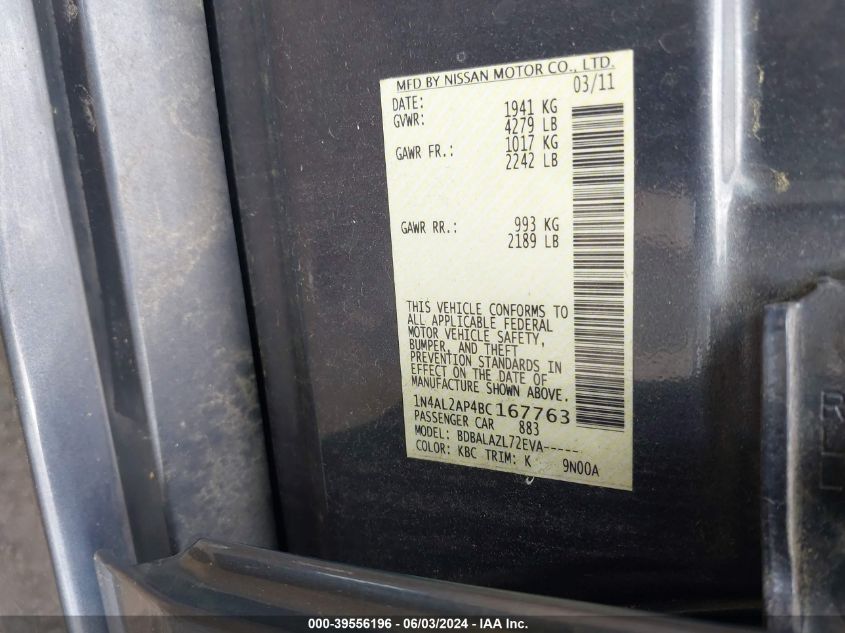 MFD BY NISSAN MOTOR CO., LTD.
DATE: 03/11
GVWR: 1941 KG
4279 LB
GAWR FR.: 1017 KG
2242 LB
GAWR RR.: 993 KG
2189 LB
THIS VEHICLE CONFORMS TO
ALL APPLICABLE FEDERAL
MOTOR VEHICLE SAFETY,
BUMPER, AND THEFT
PREVENTION STANDARDS IN
EFFECT ON THE DATE OF
MANUFACTURE SHOWN ABOVE.
1N4AL2AP4BC167763
PASSENGER CAR 883
MODEL: BDBALAZL72EVA-----
COLOR: KBC TRIM: K 9N00A
000-39556196 - 06/03/2024 - IAAI - Copart, Inc.